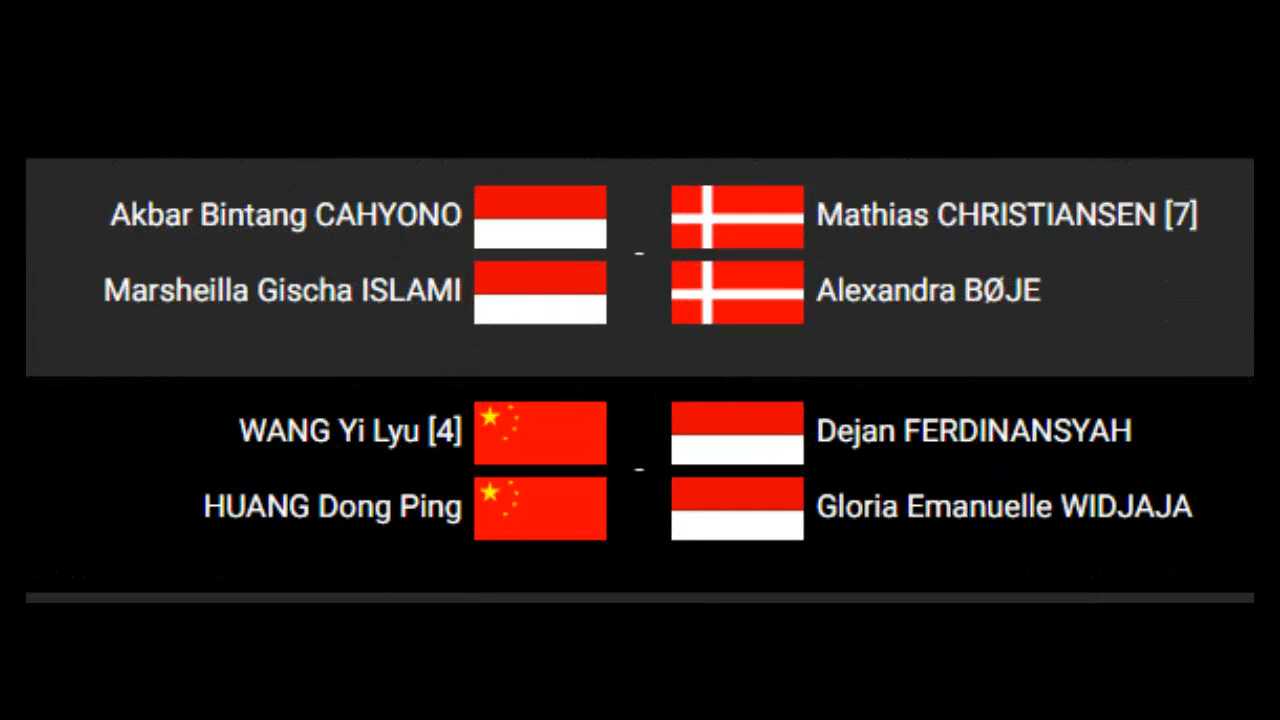 Akbar Bintang CAHYONO
Marsheilla Gischa ISLAMI
-
Mathias CHRISTIANSEN [7]
Alexandra BØJE
WANG Yi Lyu [4]
HUANG Dong Ping
-
Dejan FERDINANSYAH
Gloria Emanuelle WIDJAJA